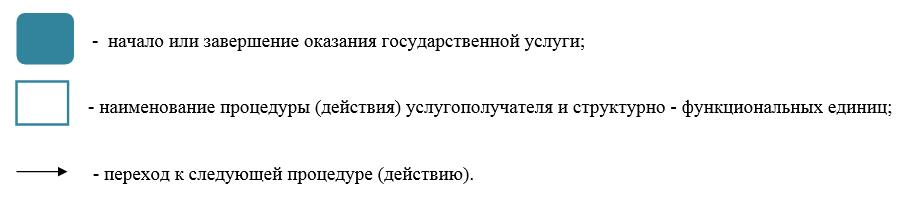 - начало или завершение оказания государственной услуги;
- наименование процедуры (действия) услугополучателя и структурно - функциональных единиц;
- переход к следующей процедуре (действию).